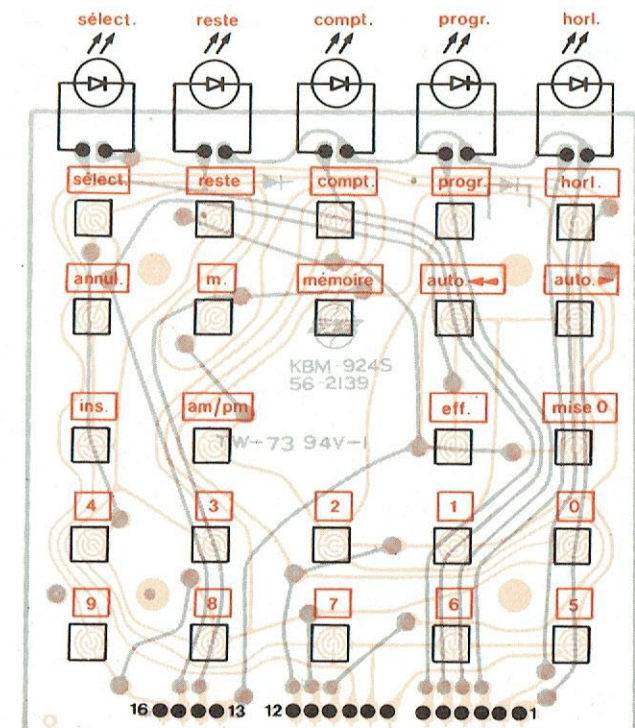 sélect. reste compt. progr. horl.
sélect. reste compt. progr. horl.
annul. m. mémoire auto. auto.
KBM-924S
56-2139
ins. am/pm eff. mise 0
TW-73 94V-1
4 3 2 1 0
9 8 7 6 5
16 13 12 1